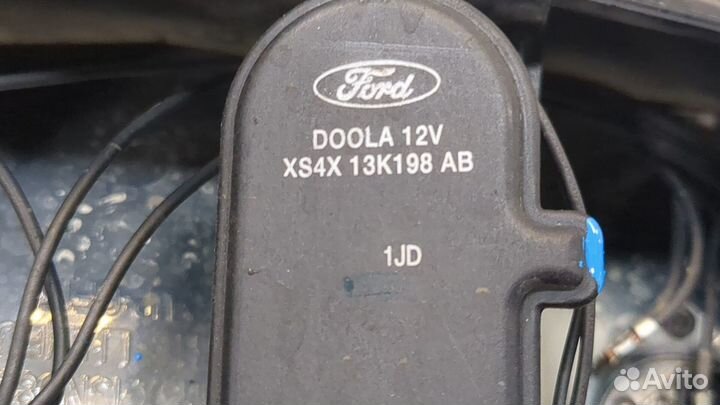 Ford
DOOLA 12V
XS4X 13K198 AB
1JD
Avito